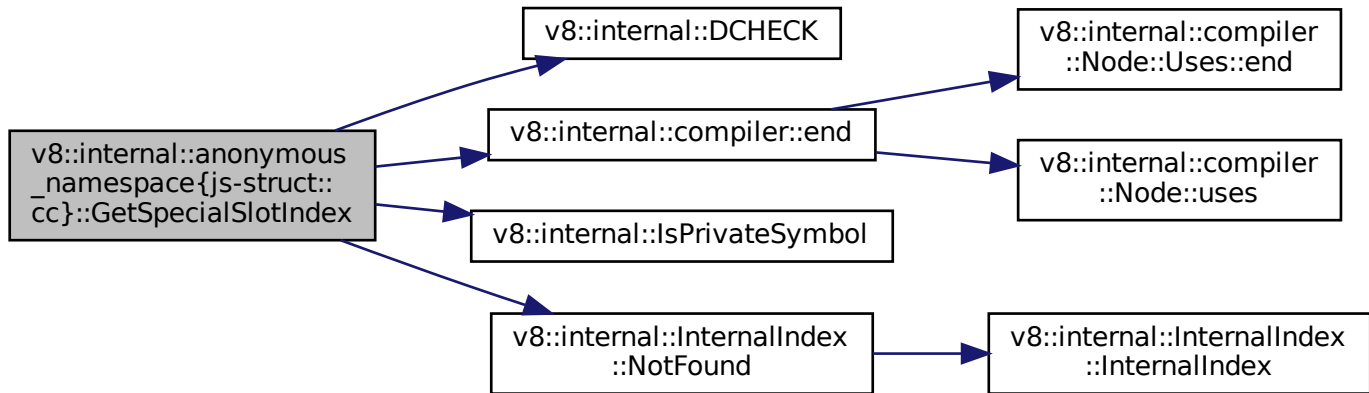 v8::internal::anonymous
_namespace{js-struct::
cc}::GetSpecialSlotIndex
v8::internal::DCHECK
v8::internal::compiler::end
v8::internal::IsPrivateSymbol
v8::internal::InternalIndex
::NotFound
v8::internal::compiler
::Node::Uses::end
v8::internal::compiler
::Node::uses
v8::internal::InternalIndex
::InternalIndex